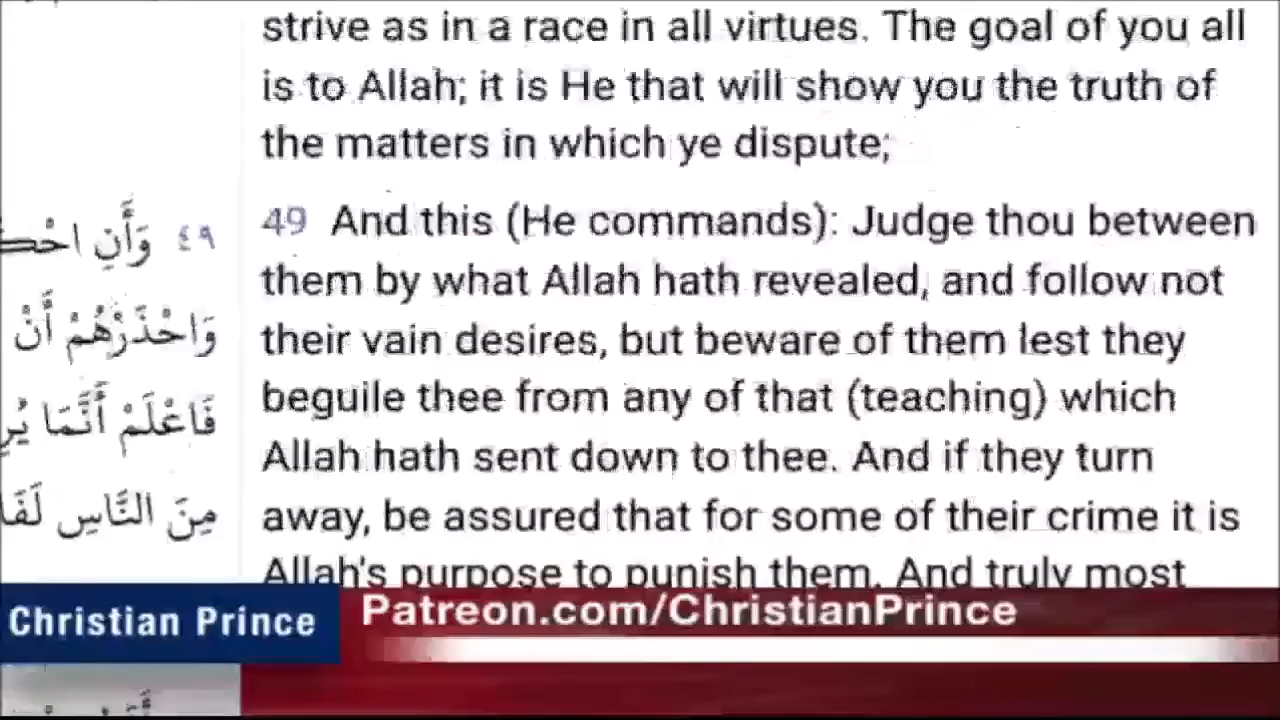 strive as in a race in all virtues. The goal of you all
is to Allah; it is He that will show you the truth of
the matters in which ye dispute;
49 And this (He commands): Judge thou between
them by what Allah hath revealed, and follow not
their vain desires, but beware of them lest they
beguile thee from any of that (teaching) which
Allah hath sent down to thee. And if they turn
away, be assured that for some of their crime it is
Allah's purpose to punish them. And truly most
٤٩ وَأَنِ احْك
وَاحْذَرْهُمْ أَنْ
فَاعْلَمْ أَنَّمَا يُرِ
مِنَ النَّاسِ لَفَا
Christian Prince
Patreon.com/ChristianPrince